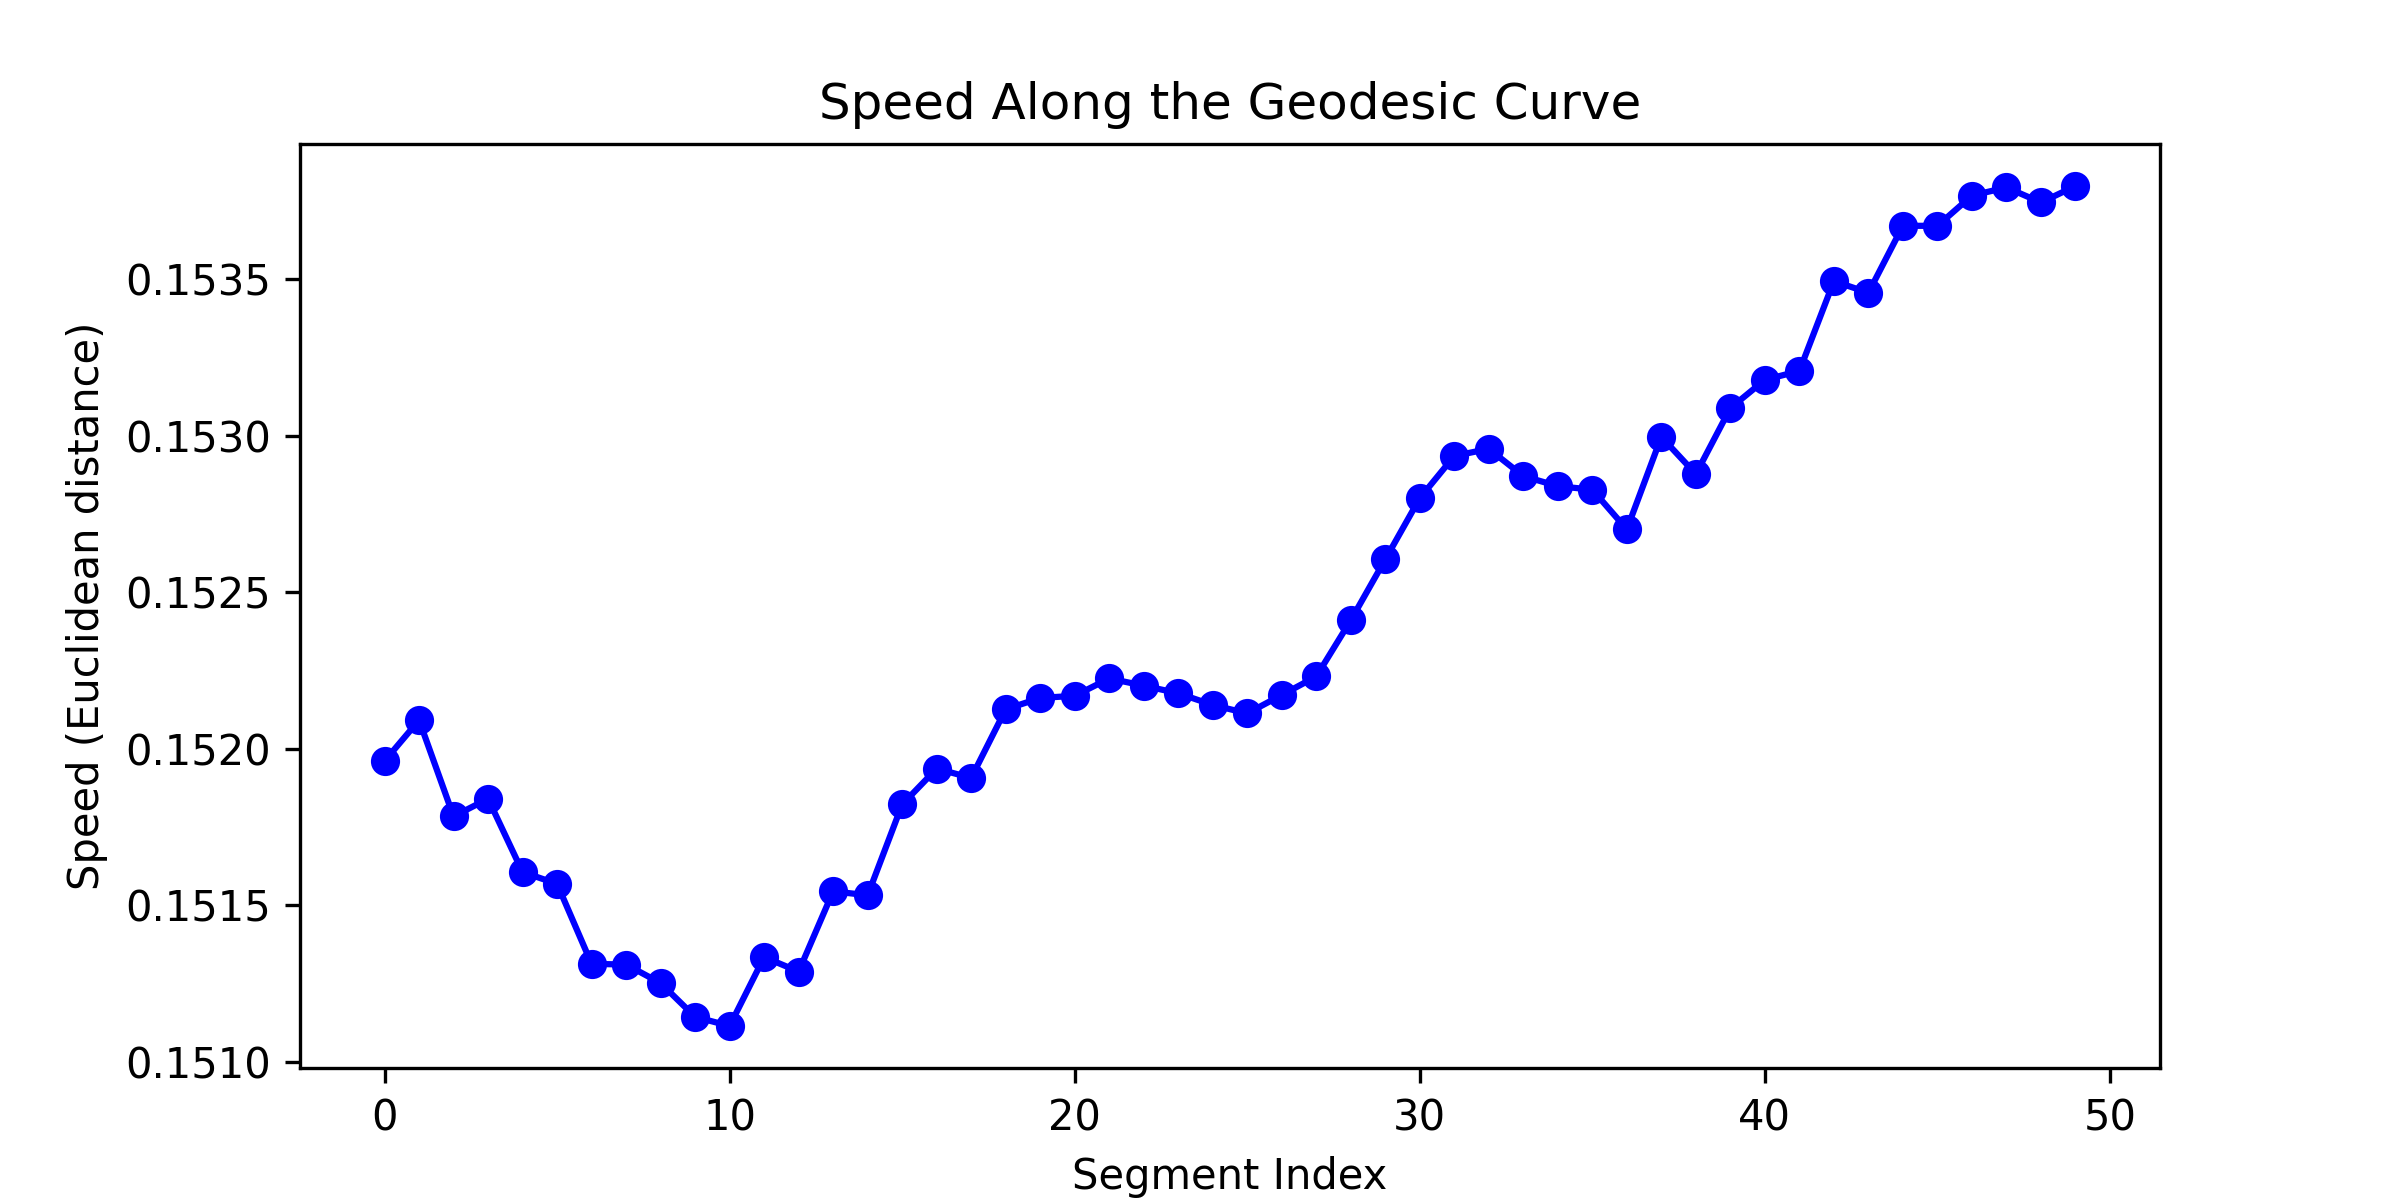 Speed Along the Geodesic Curve
Speed (Euclidean distance)
0.1535
0.1530
0.1525
0.1520
0.1515
0.1510
0 10 20 30 40 50
Segment Index